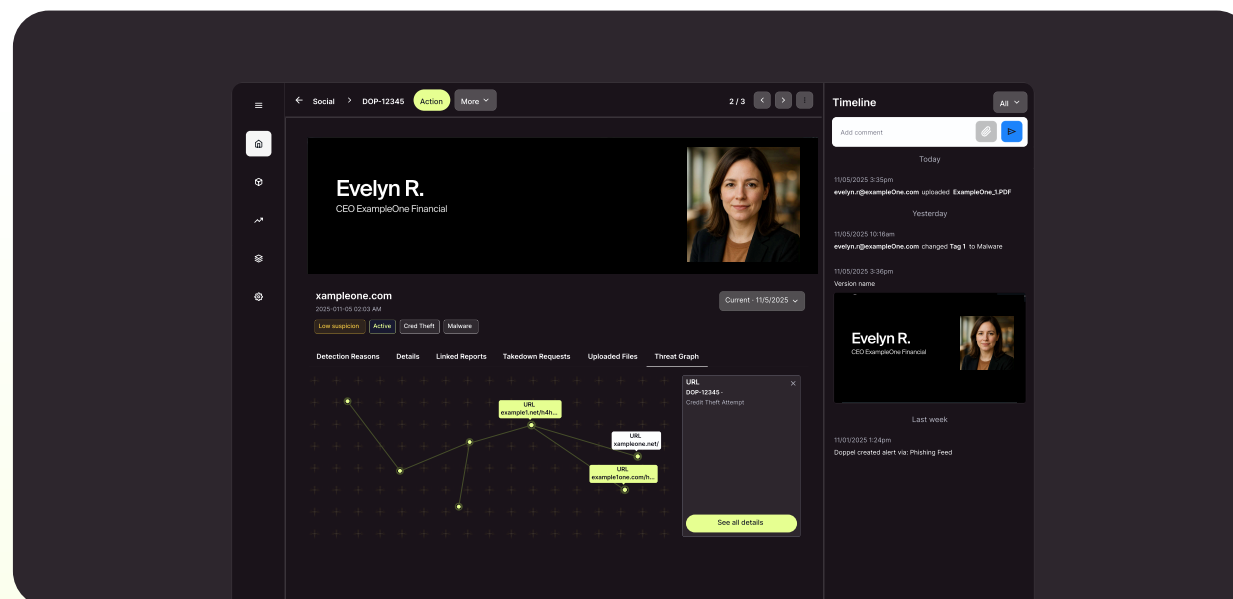 Social
DOP-12345
Action
More
2 / 3
Evelyn R.
CEO ExampleOne Financial
xampleone.com
2025-011-05 02:03 AM
Current · 11/5/2025
Low suspicion
Active
Cred Theft
Malware
Detection Reasons
Details
Linked Reports
Takedown Requests
Uploaded Files
Threat Graph
URL
example1.net/h4h...
URL
xampleone.net/
URL
example1one.com/h...
URL
DOP-12345 ·
Credit Theft Attempt
See all details
Timeline
All
Add comment
Today
11/05/2025 3:35pm
evelyn.r@exampleOne.com uploaded ExampleOne_1.PDF
Yesterday
11/05/2025 10:16am
evelyn.r@exampleOne.com changed Tag 1 to Malware
11/05/2025 3:36pm
Version name
Evelyn R.
CEO ExampleOne Financial
Last week
11/01/2025 1:24pm
Doppel created alert via: Phishing Feed